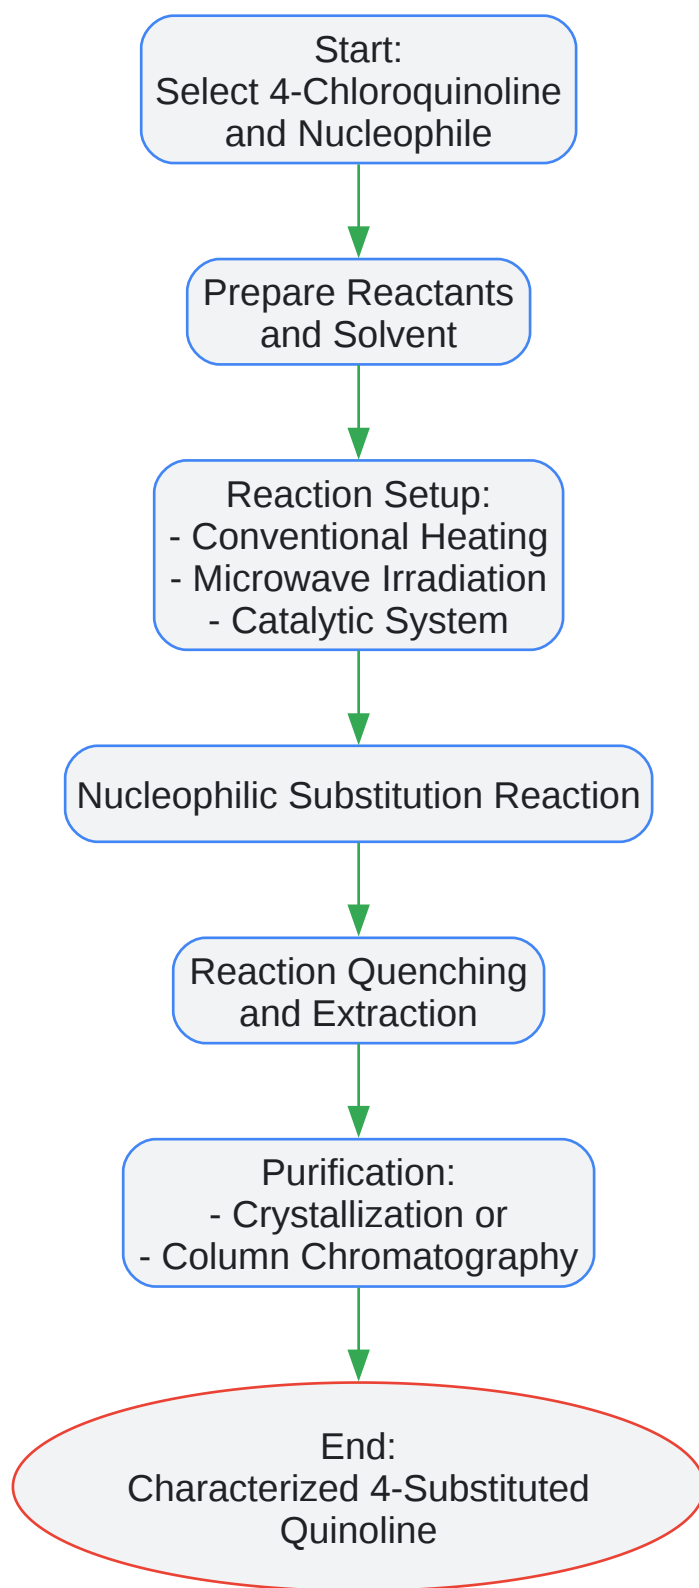 Start:
Select 4-Chloroquinoline
and Nucleophile
Prepare Reactants
and Solvent
Reaction Setup:
- Conventional Heating
- Microwave Irradiation
- Catalytic System
Nucleophilic Substitution Reaction
Reaction Quenching
and Extraction
Purification:
- Crystallization or
- Column Chromatography
End:
Characterized 4-Substituted
Quinoline